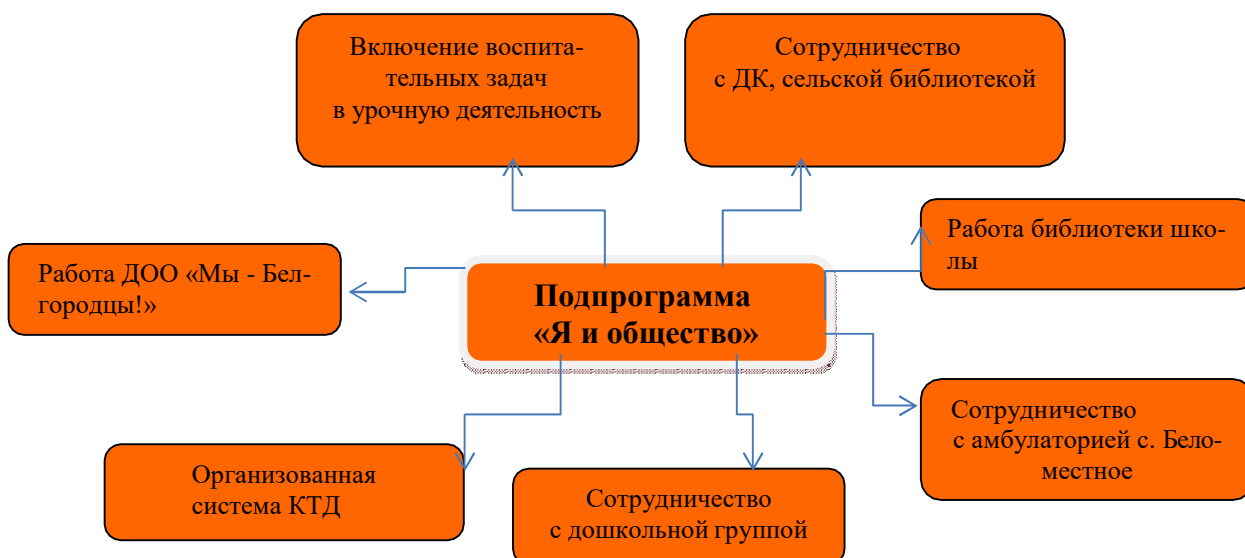 Включение воспита-
тельных задач
в урочную деятельность
Сотрудничество
с ДК, сельской библиотекой
Работа библиотеки шко-
лы
Работа ДОО «Мы - Бел-
городцы!»
Подпрограмма
«Я и общество»
Сотрудничество
с амбулаторией с. Бело-
местное
Организованная
система КТД
Сотрудничество
с дошкольной группой